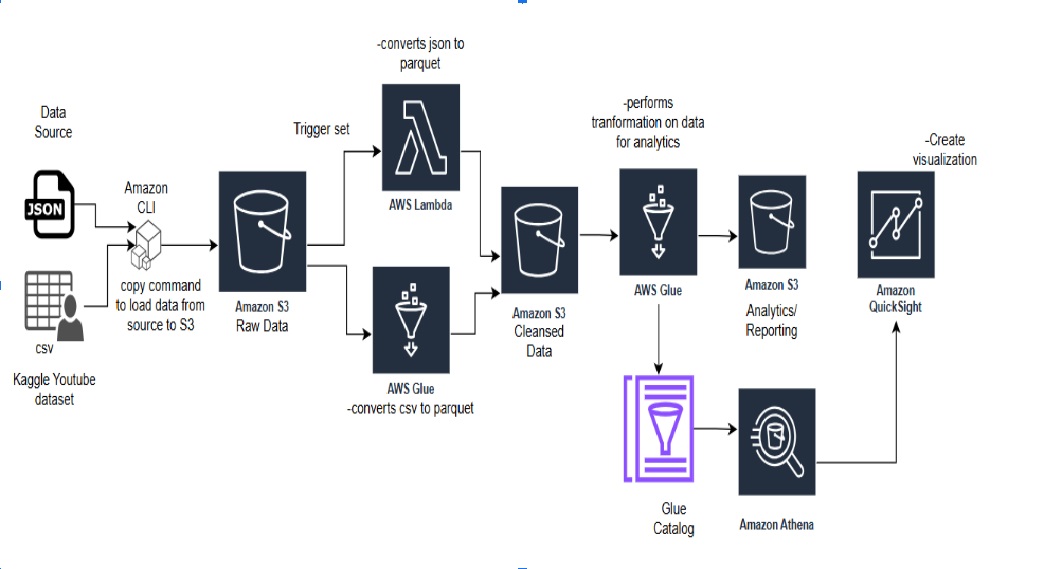 Data
Source
JSON
csv
Kaggle Youtube
dataset
Amazon
CLI
copy command
to load data from
source to S3
Amazon S3
Raw Data
Trigger set
-converts json to
parquet
AWS Lambda
AWS Glue
-converts csv to parquet
Amazon S3
Cleansed
Data
-performs
tranformation on data
for analytics
AWS Glue
Amazon S3
Analytics/
Reporting
Glue
Catalog
Amazon Athena
-Create
visualization
Amazon
QuickSight